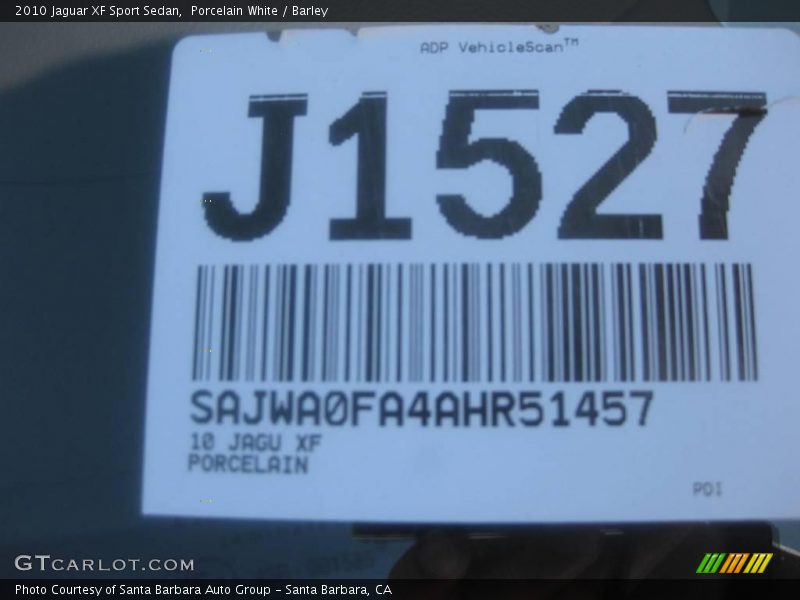 2010 Jaguar XF Sport Sedan,  Porcelain White / Barley
ADP VehicleScan™
J1527
SAJWA0FA4AHR51457
10 JAGU XF
PORCELAIN
PDI
GTCARLOT.COM
Photo Courtesy of Santa Barbara Auto Group - Santa Barbara, CA